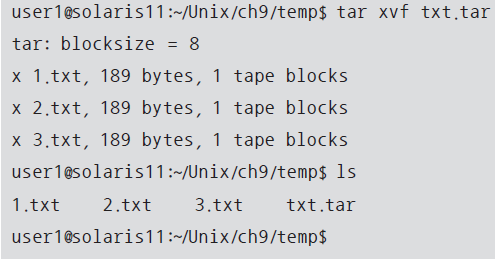 user1@solaris11:~/Unix/ch9/temp$ tar xvf txt.tar
tar: blocksize = 8
x 1.txt, 189 bytes, 1 tape blocks
x 2.txt, 189 bytes, 1 tape blocks
x 3.txt, 189 bytes, 1 tape blocks
user1@solaris11:~/Unix/ch9/temp$ ls
1.txt 2.txt 3.txt txt.tar
user1@solaris11:~/Unix/ch9/temp$